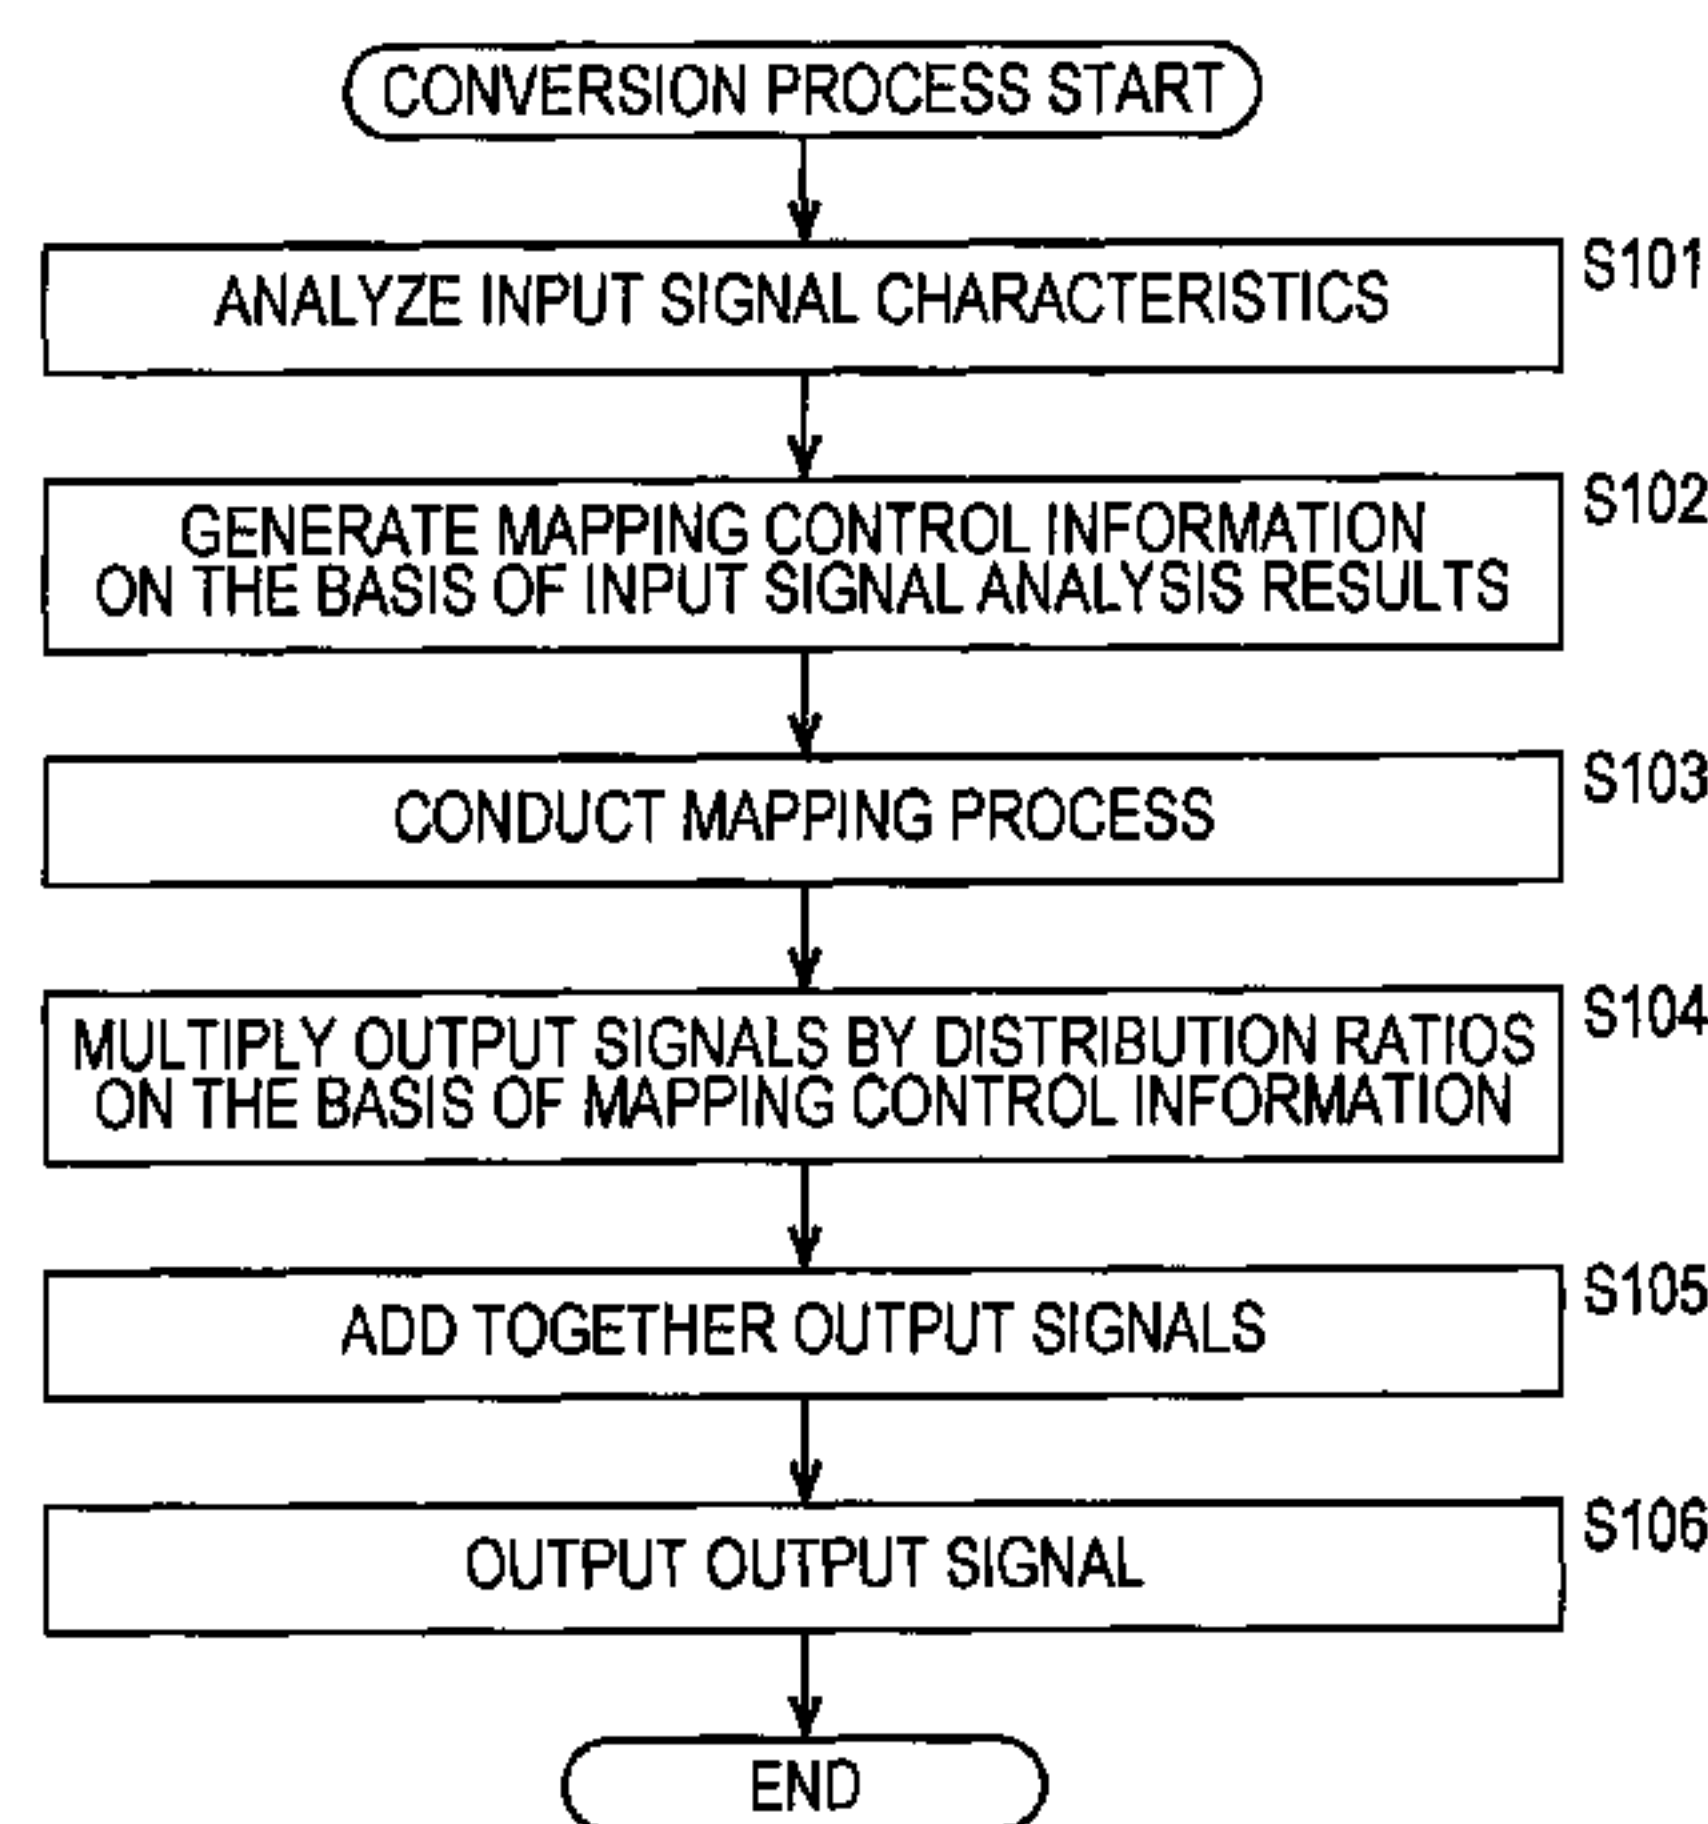 CONVERSION PROCESS START
S101
ANALYZE INPUT SIGNAL CHARACTERISTICS
S102
GENERATE MAPPING CONTROL INFORMATION
ON THE BASIS OF INPUT SIGNAL ANALYSIS RESULTS
S103
CONDUCT MAPPING PROCESS
S104
MULTIPLY OUTPUT SIGNALS BY DISTRIBUTION RATIOS
ON THE BASIS OF MAPPING CONTROL INFORMATION
S105
ADD TOGETHER OUTPUT SIGNALS
S106
OUTPUT OUTPUT SIGNAL
END